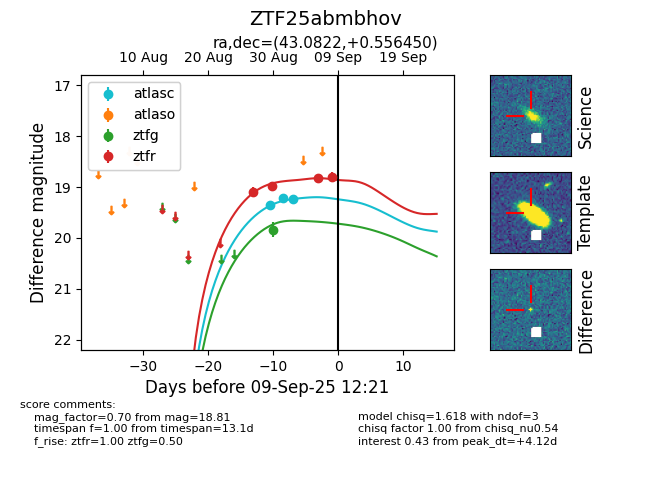 ZTF25abmbhov
ra,dec=(43.0822,+0.556450)
10 Aug 20 Aug 30 Aug 09 Sep 19 Sep
atlasc
atlaso
ztfg
ztfr
17
18
19
20
21
22
Difference magnitude
−30 −20 −10 0 10
Days before 09-Sep-25 12:21
Science
Template
Difference
score comments:
mag_factor=0.70 from mag=18.81
timespan f=1.00 from timespan=13.1d
f_rise: ztfr=1.00 ztfg=0.50
model chisq=1.618 with ndof=3
chisq factor 1.00 from chisq_nu0.54
interest 0.43 from peak_dt=+4.12d